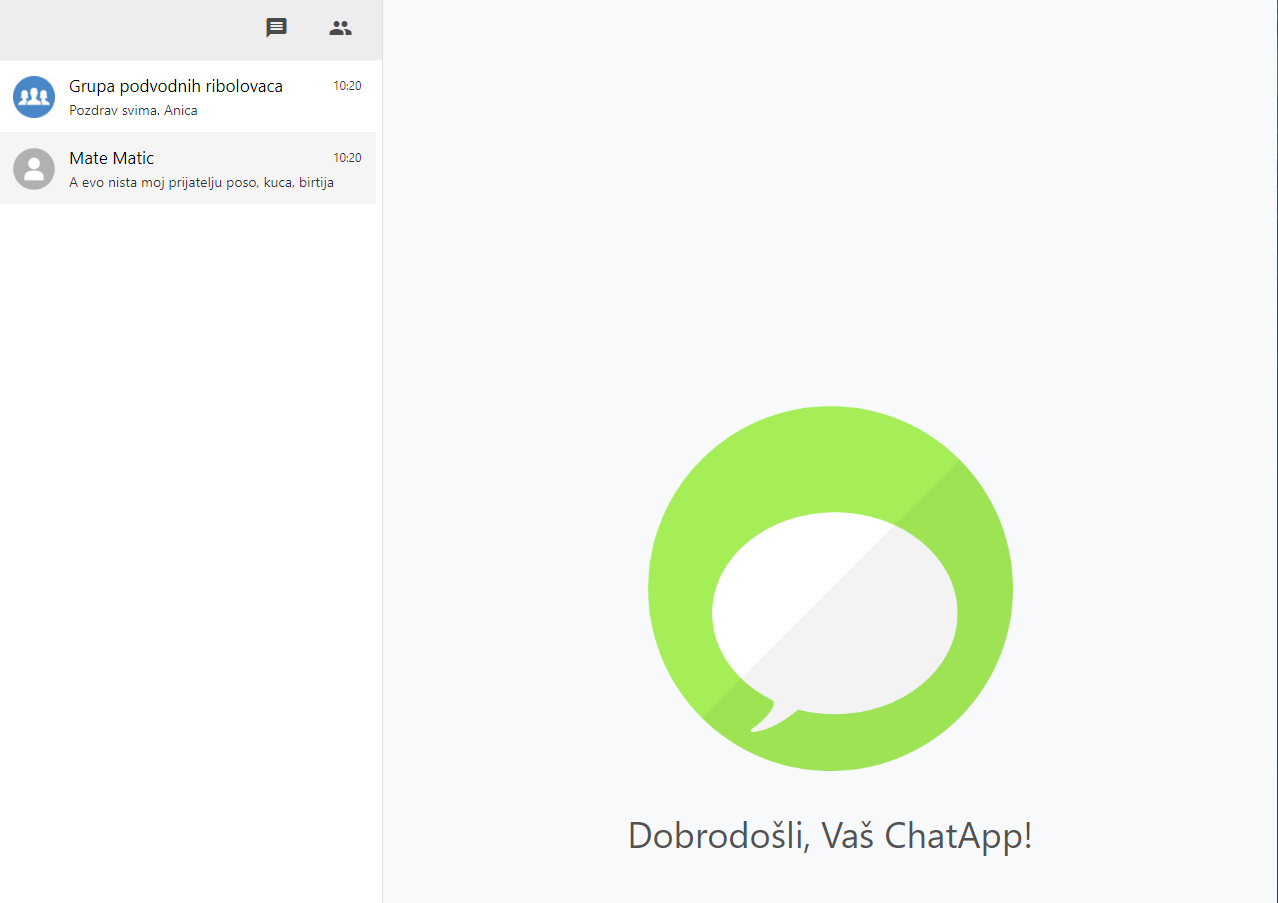 Grupa podvodnih ribolovaca 10:20
Pozdrav svima. Anica
Mate Matic 10:20
A evo nista moj prijatelju poso, kuca, birtija
Dobrodošli, Vaš ChatApp!